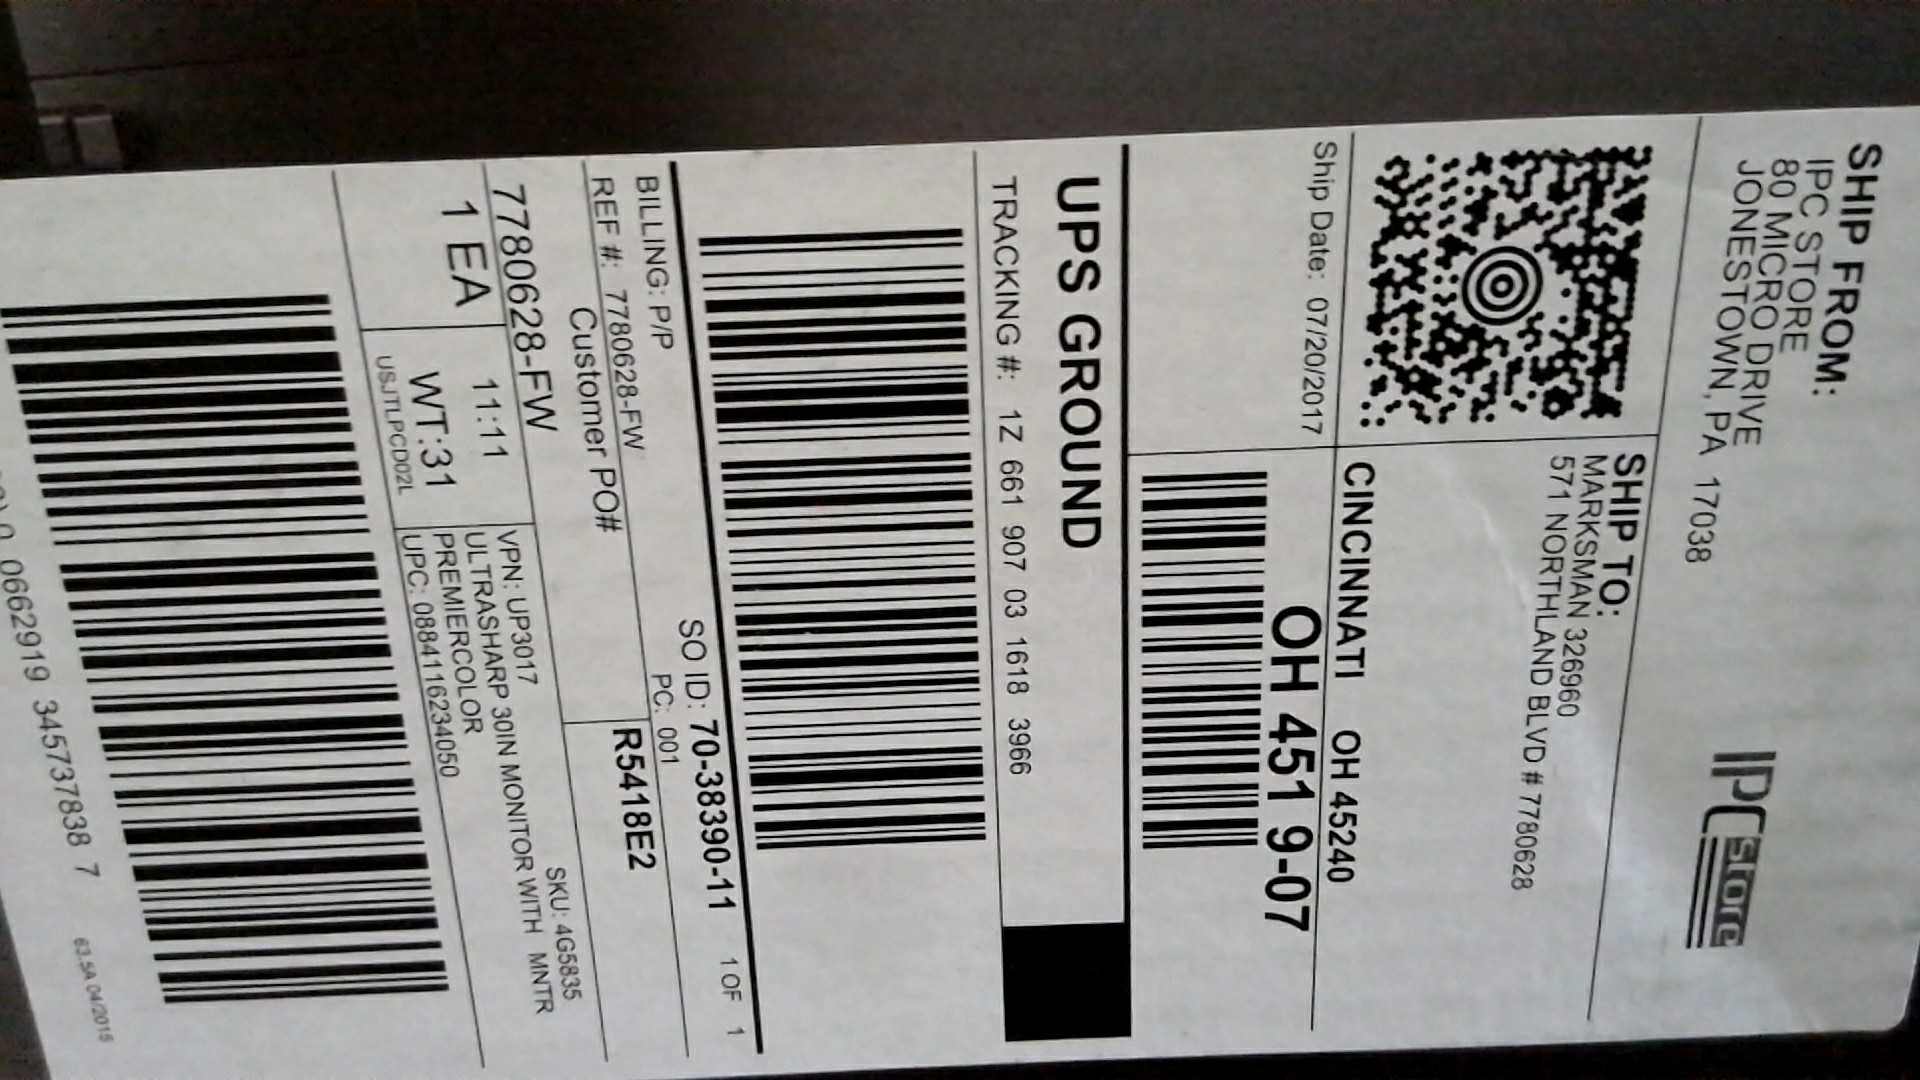 SHIP FROM:
IPC STORE
80 MICRO DRIVE
JONESTOWN, PA 17038
IPC store
SHIP TO:
MARKSMAN 326960
571 NORTHLAND BLVD # 7780628
CINCINNATI OH 45240
Ship Date: 07/20/2017
OH 451 9-07
UPS GROUND
TRACKING #: 1Z 661 907 03 1618 3966
BILLING: P/P
REF #: 7780628-FW
SO ID: 70-38390-11 1 OF 1
PC: 001
Customer PO#
R5418E2
7780628-FW
SKU: 4G5835
1 EA
11:11
WT:31
USJTLPCD02L
VPN: UP3017
ULTRASHARP 30IN MONITOR WITH MNTR
PREMIERCOLOR
UPC: 0884116234050
0662919 345737838 7
63.5A 04/2015